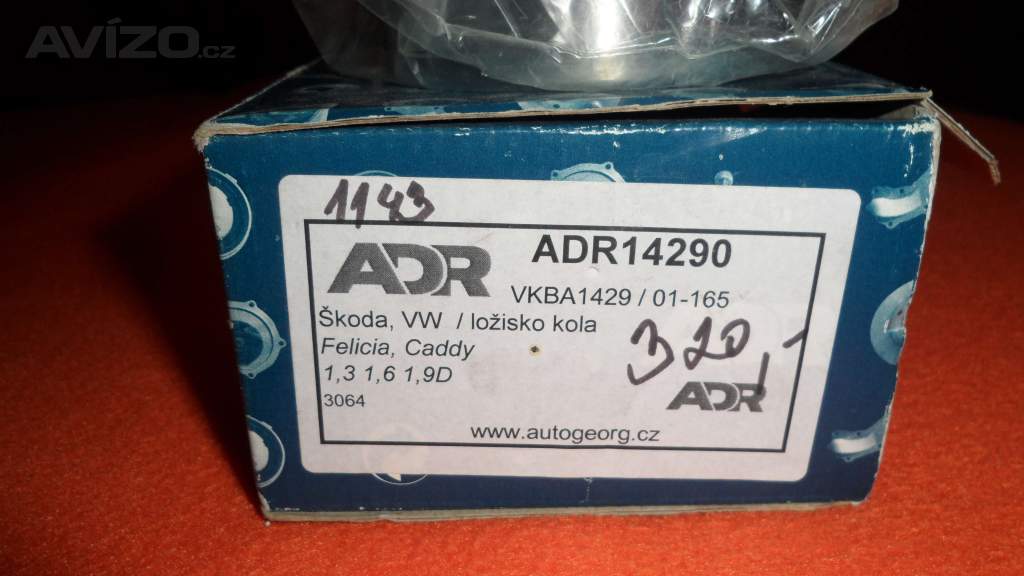 AVÍZO.cz
1143
ADR
ADR14290
VKBA1429 / 01-165
Škoda, VW / ložisko kola
Felicia, Caddy
1,3 1,6 1,9D
320,-
3064
ADR
www.autogeorg.cz